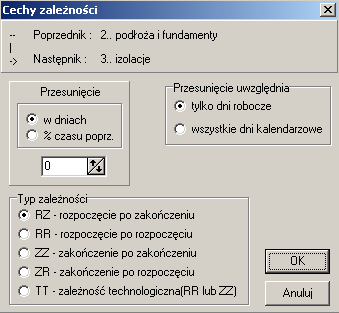 Cechy zależności
-- Poprzednik : 2.. podłoża i fundamenty
|
-> Następnik : 3.. izolacje
Przesunięcie
w dniach
% czasu poprz.
0
Przesunięcie uwzględnia
tylko dni robocze
wszystkie dni kalendarzowe
Typ zależności
RZ - rozpoczęcie po zakończeniu
RR - rozpoczęcie po rozpoczęciu
ZZ - zakończenie po zakończeniu
ZR - zakończenie po rozpoczęciu
TT - zależność technologiczna(RR lub ZZ)
OK
Anuluj